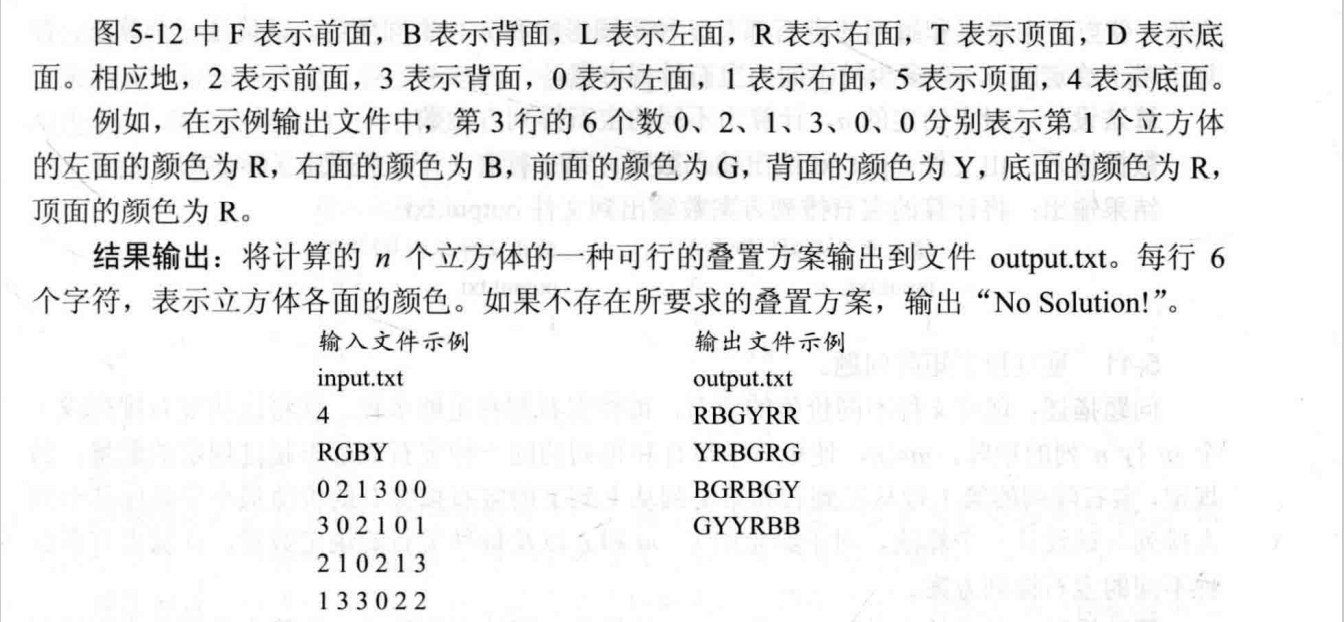 图 5-12 中 F 表示前面，B 表示背面，L 表示左面，R 表示右面，T 表示顶面，D 表示底
面。相应地，2 表示前面，3 表示背面，0 表示左面，1 表示右面，5 表示顶面，4 表示底面。
例如，在示例输出文件中，第 3 行的 6 个数 0、2、1、3、0、0 分别表示第 1 个立方体
的左面的颜色为 R，右面的颜色为 B，前面的颜色为 G，背面的颜色为 Y，底面的颜色为 R，
顶面的颜色为 R。
结果输出：将计算的 n 个立方体的一种可行的叠置方案输出到文件 output.txt。每行 6
个字符，表示立方体各面的颜色。如果不存在所要求的叠置方案，输出“No Solution!”。
输入文件示例 输出文件示例
input.txt output.txt
4 RBGYRR
RGBY YRBGRG
0 2 1 3 0 0 BGRBGY
3 0 2 1 0 1 GYYRBB
2 1 0 2 1 3
1 3 3 0 2 2